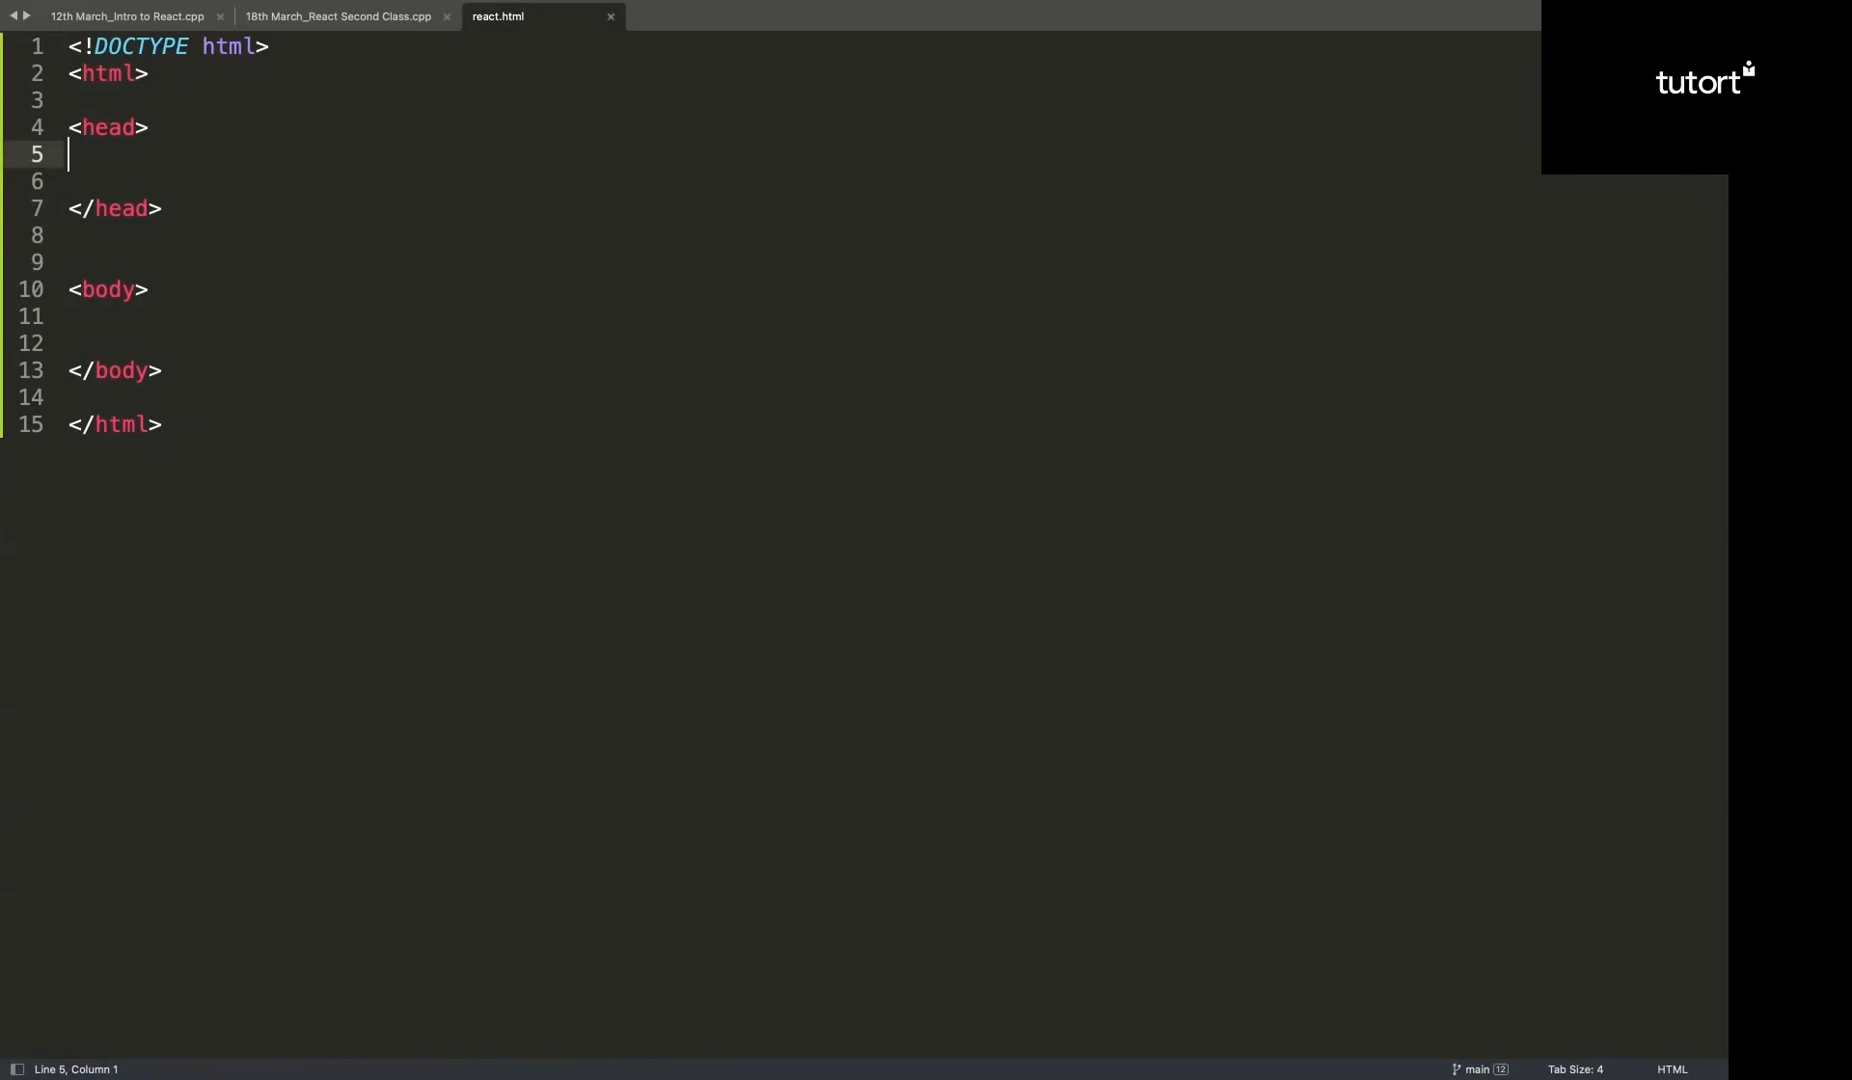 12th March_Intro to React.cpp × 18th March_React Second Class.cpp × react.html ×
tutort
1 <!DOCTYPE html>
2 <html>
3
4 <head>
5
6
7 </head>
8
9
10 <body>
11
12
13 </body>
14
15 </html>
Line 5, Column 1 main 12 Tab Size: 4 HTML